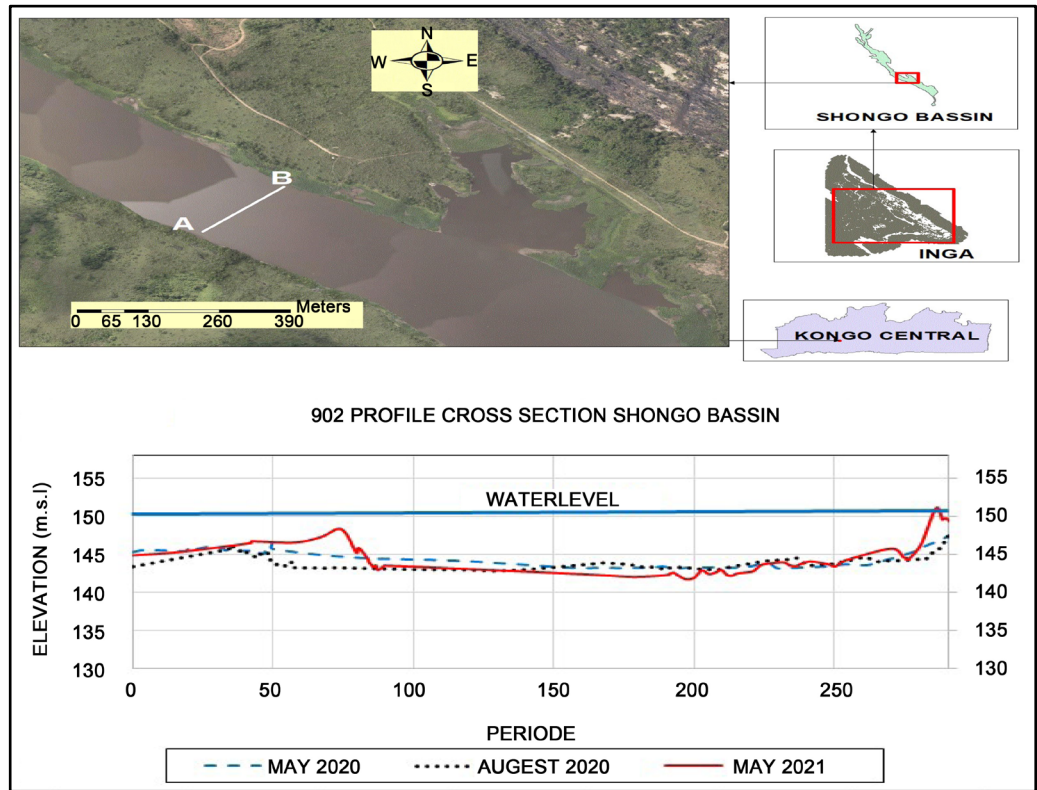 N
W E
S
B
A
Meters
0 65 130 260 390
SHONGO BASSIN
INGA
KONGO CENTRAL
902 PROFILE CROSS SECTION SHONGO BASSIN
ELEVATION (m.s.l)
155 155
WATERLEVEL
150 150
145 145
140 140
135 135
130 130
0 50 100 150 200 250
PERIODE
MAY 2020 AUGEST 2020 MAY 2021